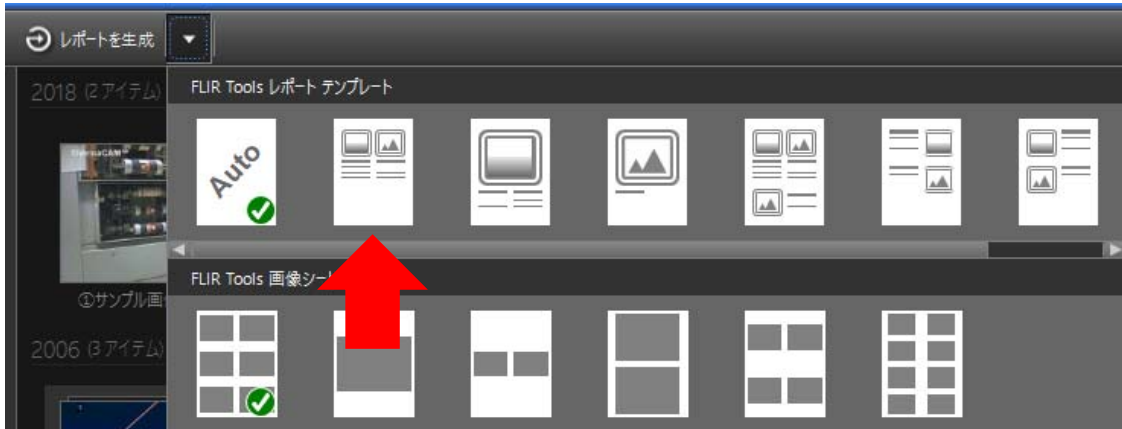 レポートを生成
FLIR Tools レポート テンプレート
2018 (2 アイテム)
ThermaCAM
Auto
FLIR Tools 画像シー
①サンプル画
2006 (3 アイテム)